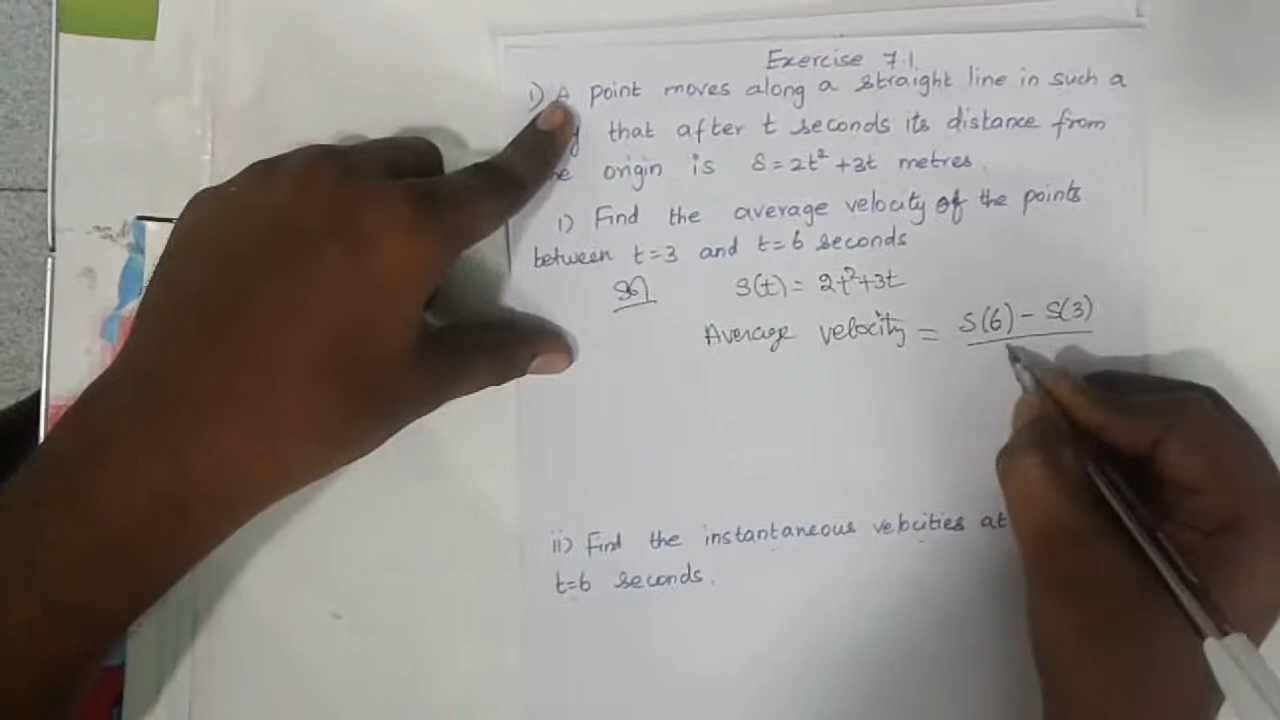 Exercise 7.1
1) A point moves along a straight line in such a
that after t seconds its distance from
origin is S = 2t² + 3t metres.
i) Find the average velocity of the points
between t=3 and t=6 seconds
Sol
S(t) = 2t²+3t
Average velocity = S(6) - S(3)
ii) Find the instantaneous velocities at
t=6 seconds.